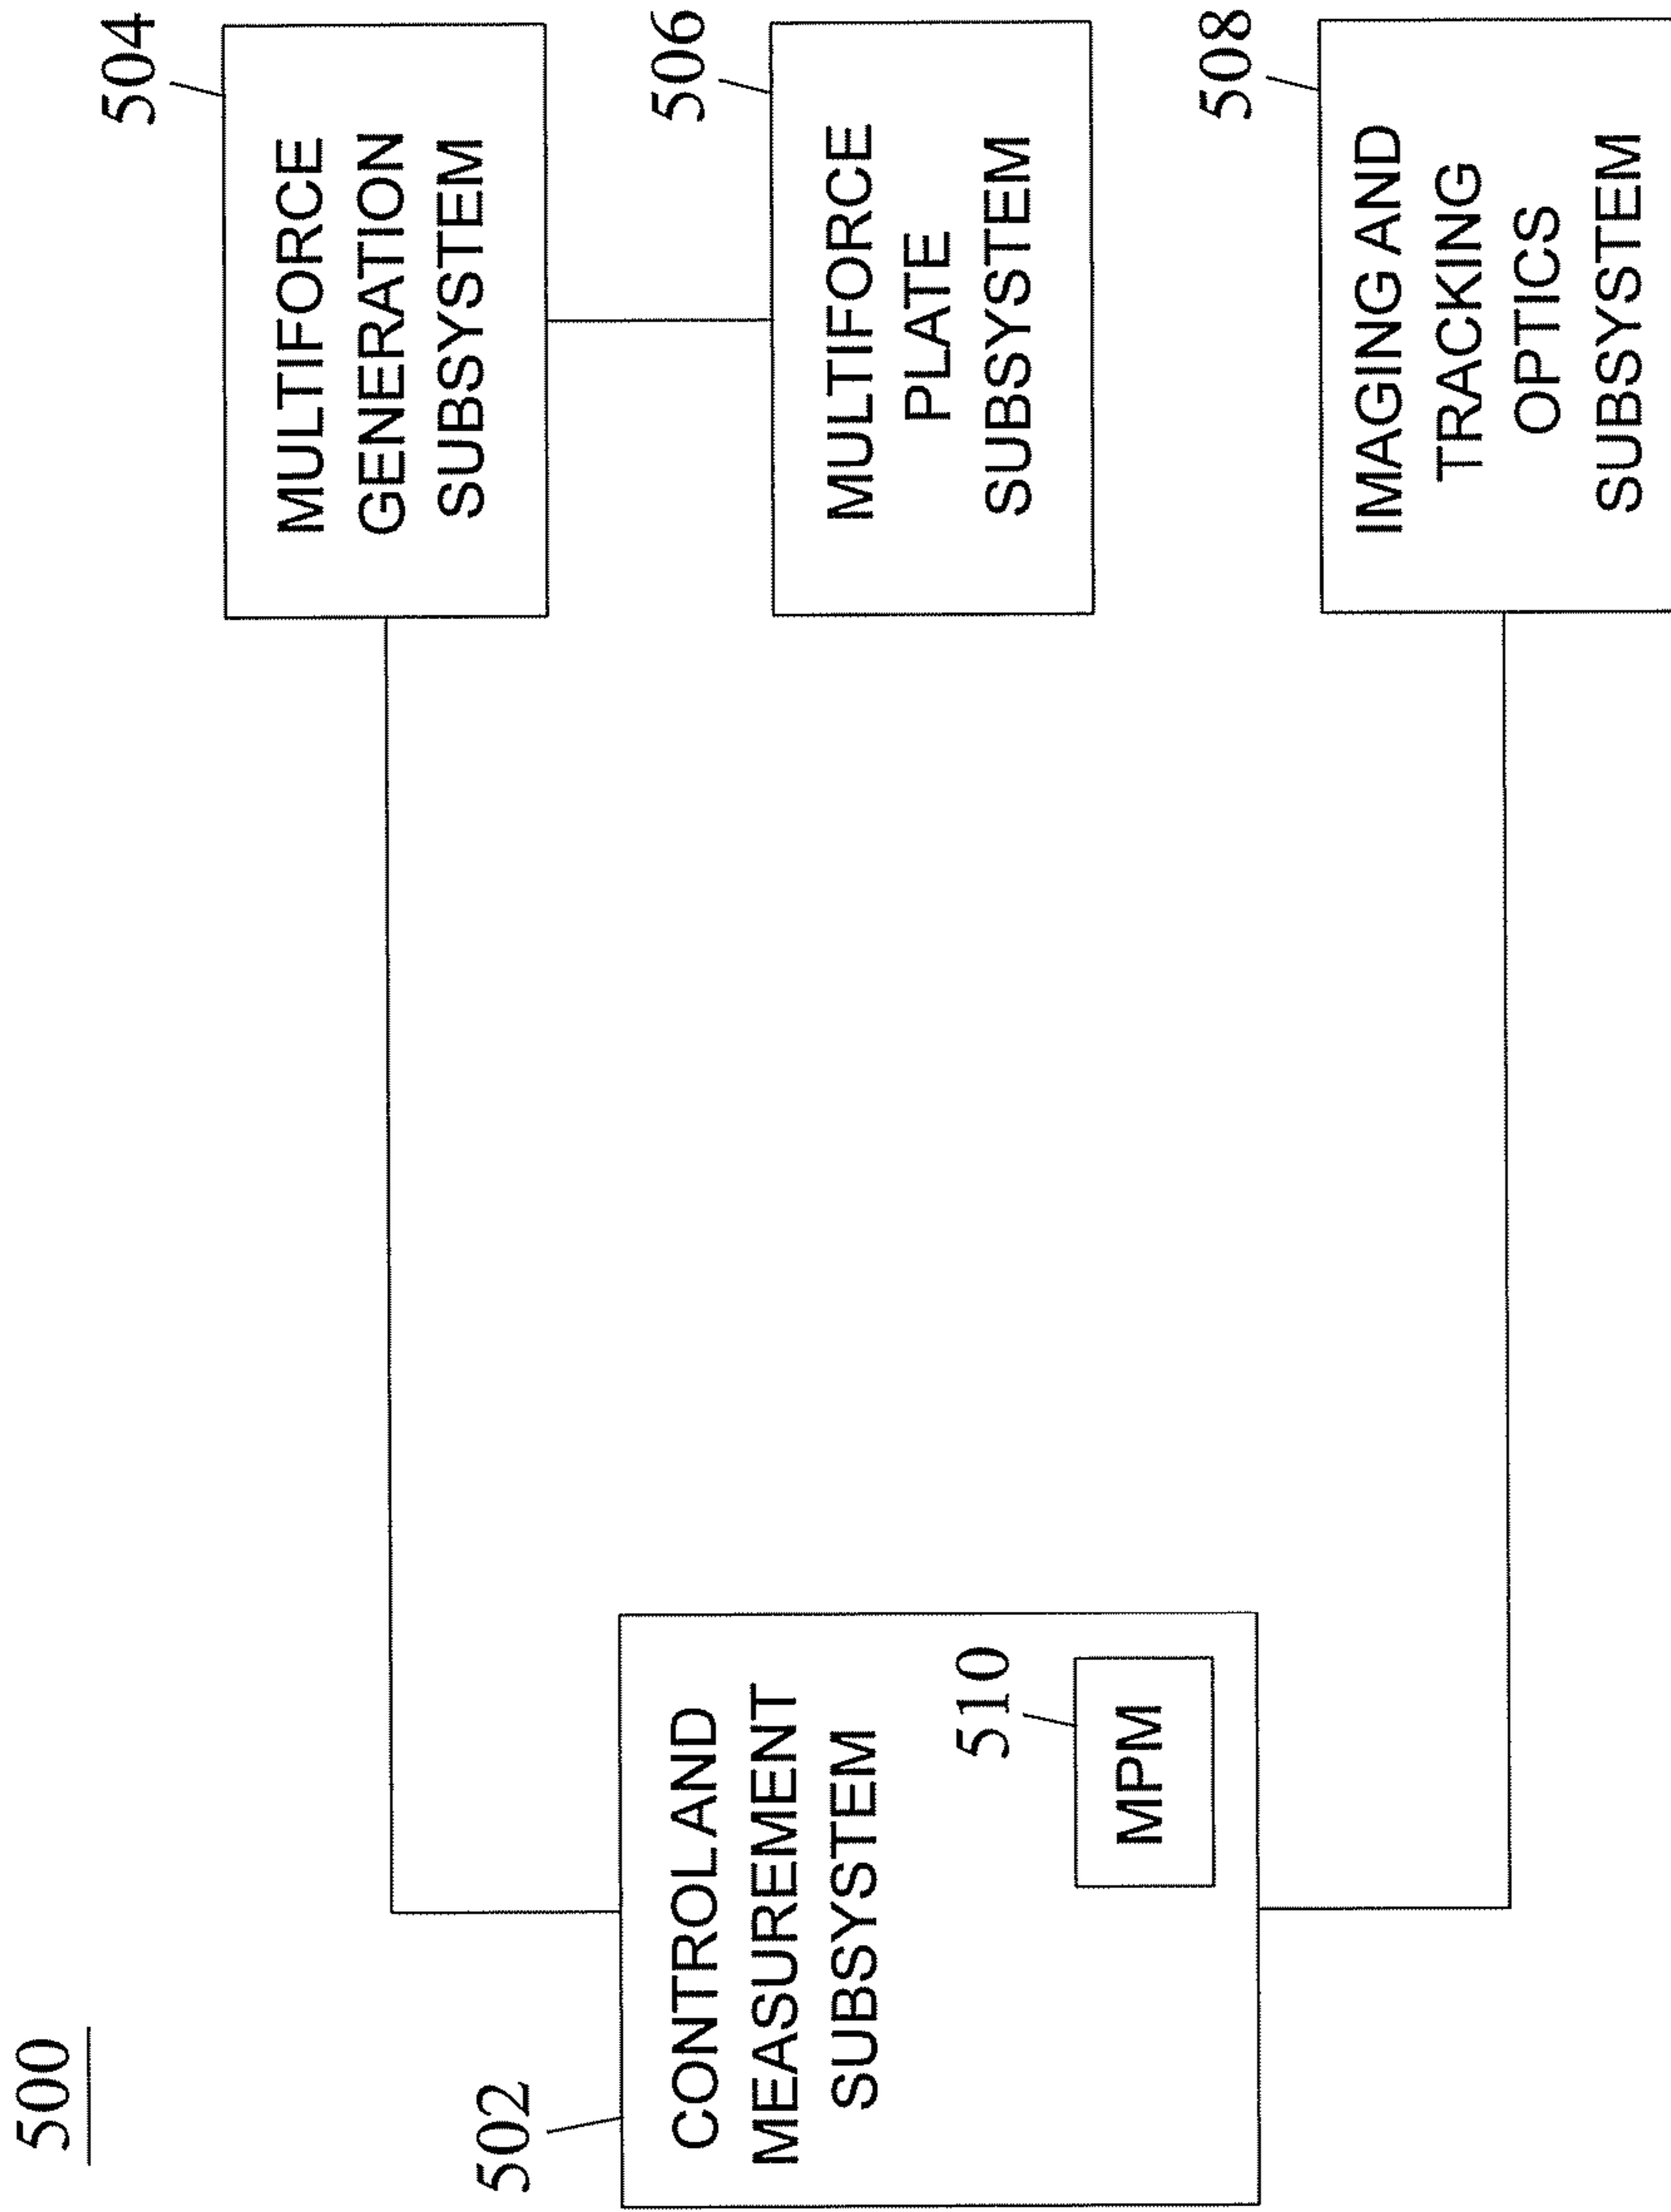 500
502
CONTROL AND
MEASUREMENT
SUBSYSTEM
510
MPM
504
MULTIFORCE
GENERATION
SUBSYSTEM
506
MULTIFORCE
PLATE
SUBSYSTEM
508
IMAGING AND
TRACKING
OPTICS
SUBSYSTEM